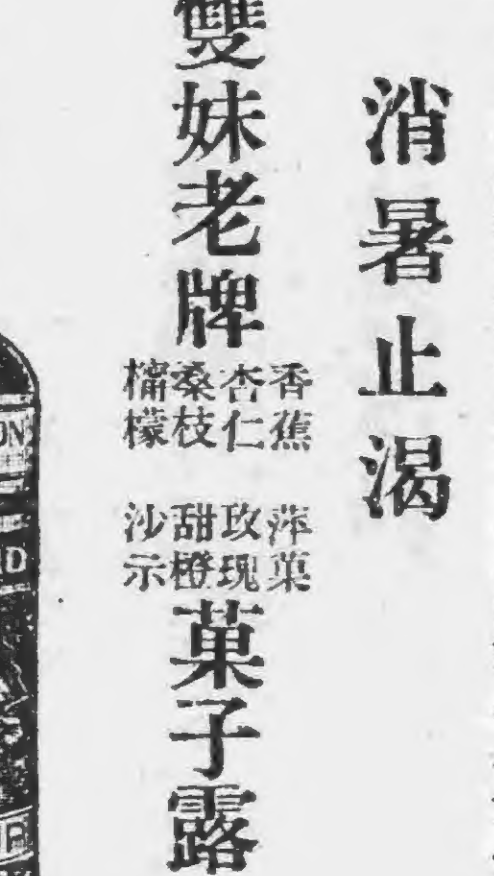 消暑止渴
雙妹老牌
香蕉 萍菓
杏仁 玫瑰
桑枝 甜橙
檸檬 沙示
菓子露